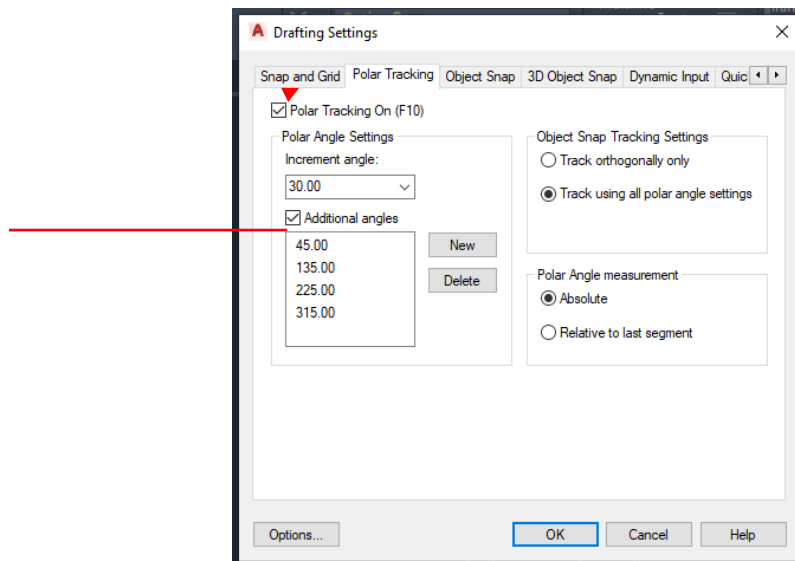 Drafting Settings
Snap and Grid Polar Tracking Object Snap 3D Object Snap Dynamic Input Quic
Polar Tracking On (F10)
Polar Angle Settings
Increment angle:
30.00
Additional angles
45.00
135.00
225.00
315.00
New
Delete
Object Snap Tracking Settings
Track orthogonally only
Track using all polar angle settings
Polar Angle measurement
Absolute
Relative to last segment
Options...
OK
Cancel
Help